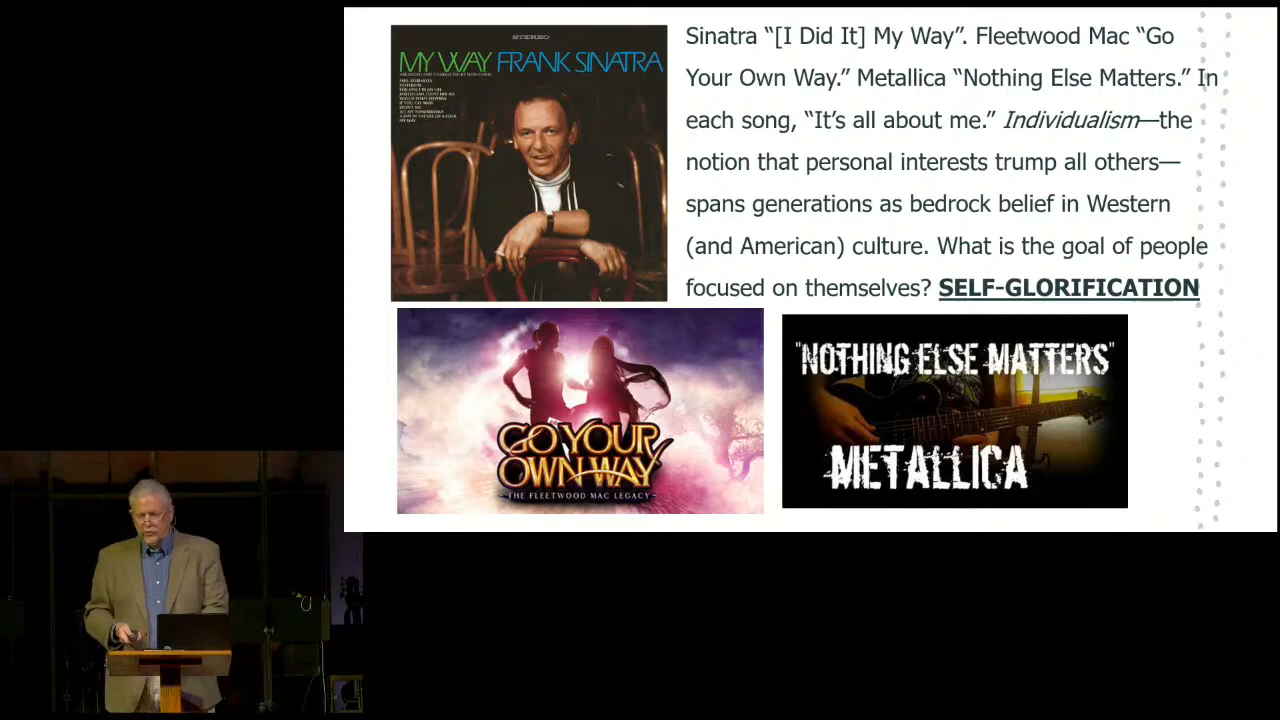 STEREO
MY WAY FRANK SINATRA
Sinatra “[I Did It] My Way”. Fleetwood Mac “Go
Your Own Way.” Metallica “Nothing Else Matters.” In
each song, “It’s all about me.” Individualism—the
notion that personal interests trump all others—
spans generations as bedrock belief in Western
(and American) culture. What is the goal of people
focused on themselves? SELF-GLORIFICATION
GO YOUR
OWN WAY
- THE FLEETWOOD MAC LEGACY -
"NOTHING ELSE MATTERS"
METALLICA